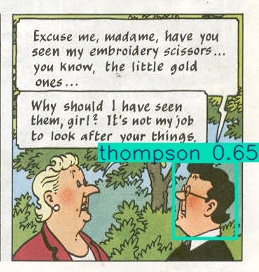 Excuse me, madame, have you
seen my embroidery scissors...
you know, the little gold
ones...
Why should I have seen
them, girl? It's not my job
to look after your things.
thompson 0.65